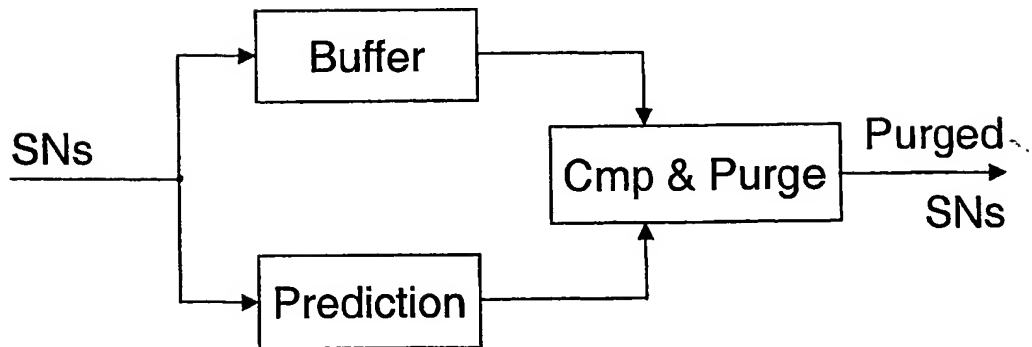 Buffer
SNs
Cmp & Purge
Purged
SNs
Prediction